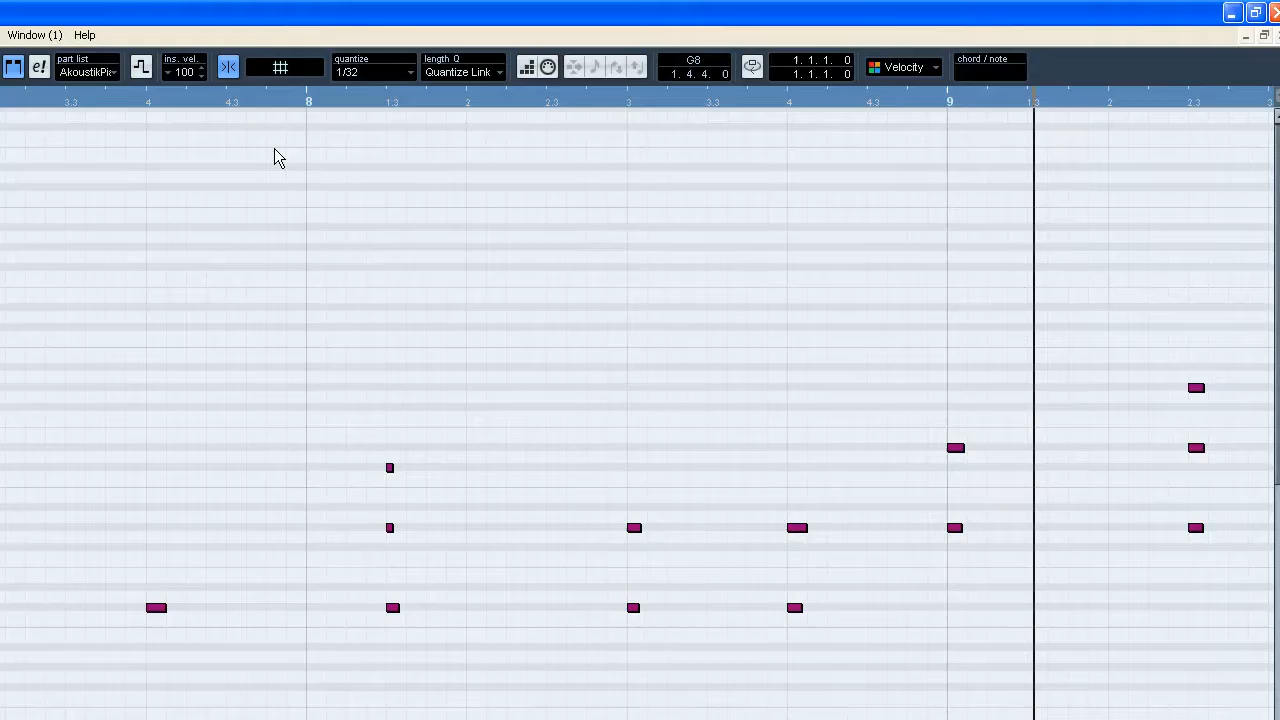 Window (1) Help
part list ins. vel. quantize length Q G8 1. 1. 1. 0 chord / note
e! 100 1/32 Quantize Link 1. 4. 4. 0 1. 1. 1. 0 Velocity
3.3 4 4.3 8 1.3 2 2.3 3 3.3 4 4.3 9 1.3 2 2.3 3